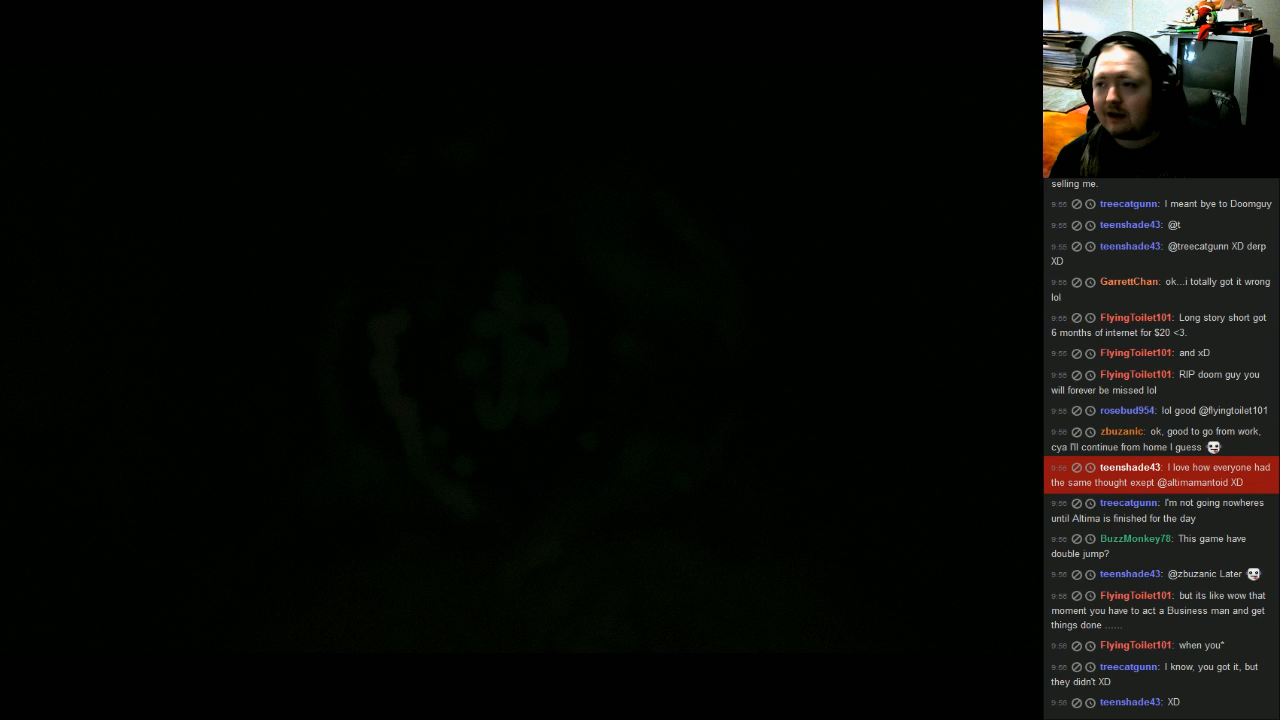 selling me.
9:55 treecatgunn: I meant bye to Doomguy
9:55 teenshade43: @t
9:55 teenshade43: @treecatgunn XD derp
XD
9:55 GarrettChan: ok...i totally got it wrong
lol
9:55 FlyingToilet101: Long story short got
6 months of internet for $20 <3.
9:55 FlyingToilet101: and xD
9:55 FlyingToilet101: RIP doom guy you
will forever be missed lol
9:55 rosebud954: lol good @flyingtoilet101
9:55 zbuzanic: ok, good to go from work,
cya I'll continue from home I guess
9:56 teenshade43: I love how everyone had
the same thought exept @altimamantoid XD
9:56 treecatgunn: I'm not going nowheres
until Altima is finished for the day
9:56 BuzzMonkey78: This game have
double jump?
9:56 teenshade43: @zbuzanic Later
9:56 FlyingToilet101: but its like wow that
moment you have to act a Business man and get
things done ......
9:56 FlyingToilet101: when you*
9:56 treecatgunn: I know, you got it, but
they didn't XD
9:56 teenshade43: XD